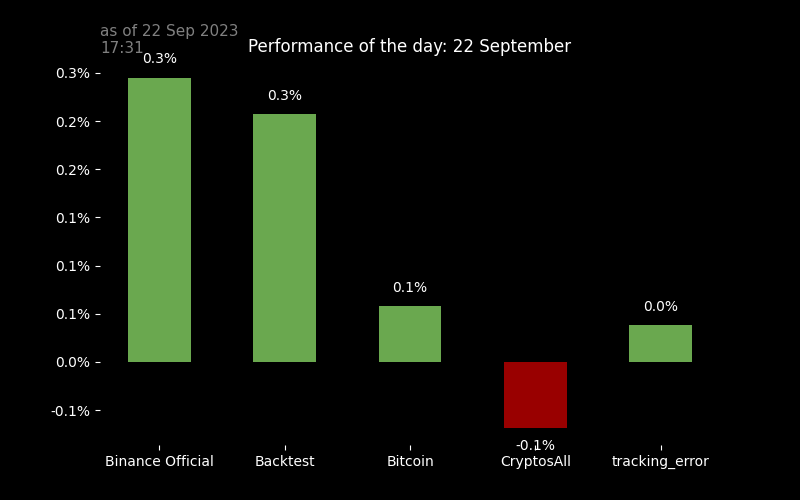 as of 22 Sep 2023
17:31
Performance of the day: 22 September
0.3%
0.3%
0.3%
0.2%
0.2%
0.1%
0.1%
0.1%
0.1%
0.0%
0.0%
-0.1%
-0.1%
Binance Official
Backtest
Bitcoin
CryptosAll
tracking_error